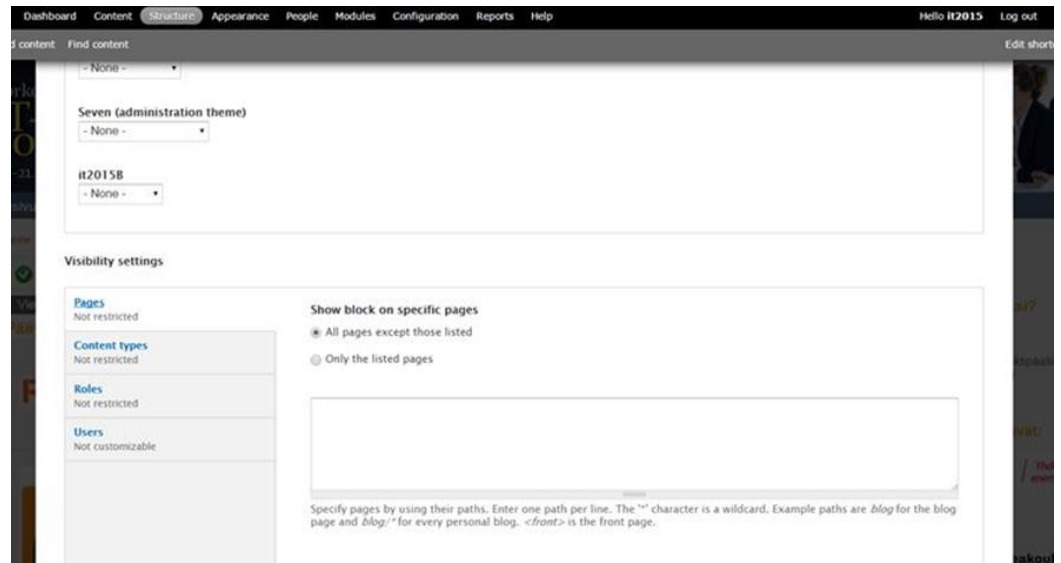 Dashboard Content Structure Appearance People Modules Configuration Reports Help Hello it2015 Log out
content Find content Edit short
- None -
Seven (administration theme)
- None -
it2015B
- None -
Visibility settings
Pages
Not restricted
Content types
Not restricted
Roles
Not restricted
Users
Not customizable
Show block on specific pages
All pages except those listed
Only the listed pages
Specify pages by using their paths. Enter one path per line. The "*" character is a wildcard. Example paths are blog for the blog
page and blog/* for every personal blog. <front> is the front page.